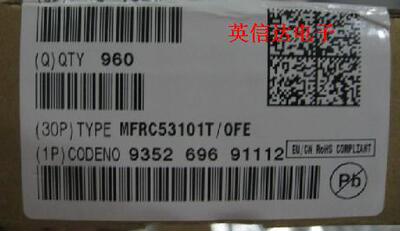 英信达电子
(Q)QTY 960
(30P)TYPE MFRC53101T/0FE
(1P)CODENO 9352 696 91112
EU/CN RoHS COMPLIANT
Pb